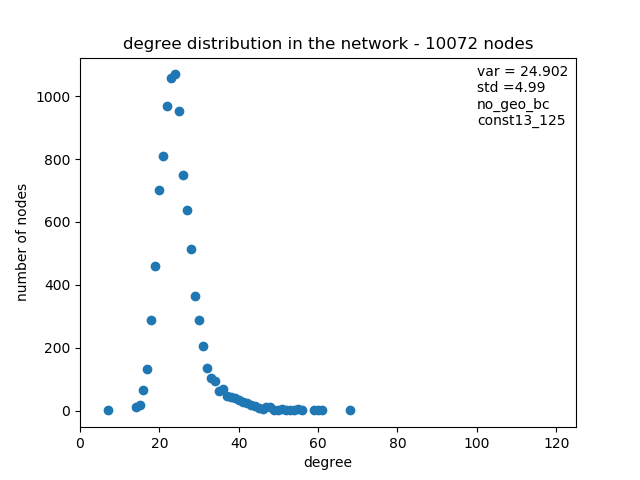 degree distribution in the network - 10072 nodes
var = 24.902
std =4.99
no_geo_bc
const13_125
number of nodes
1000
800
600
400
200
0
0 20 40 60 80 100 120
degree